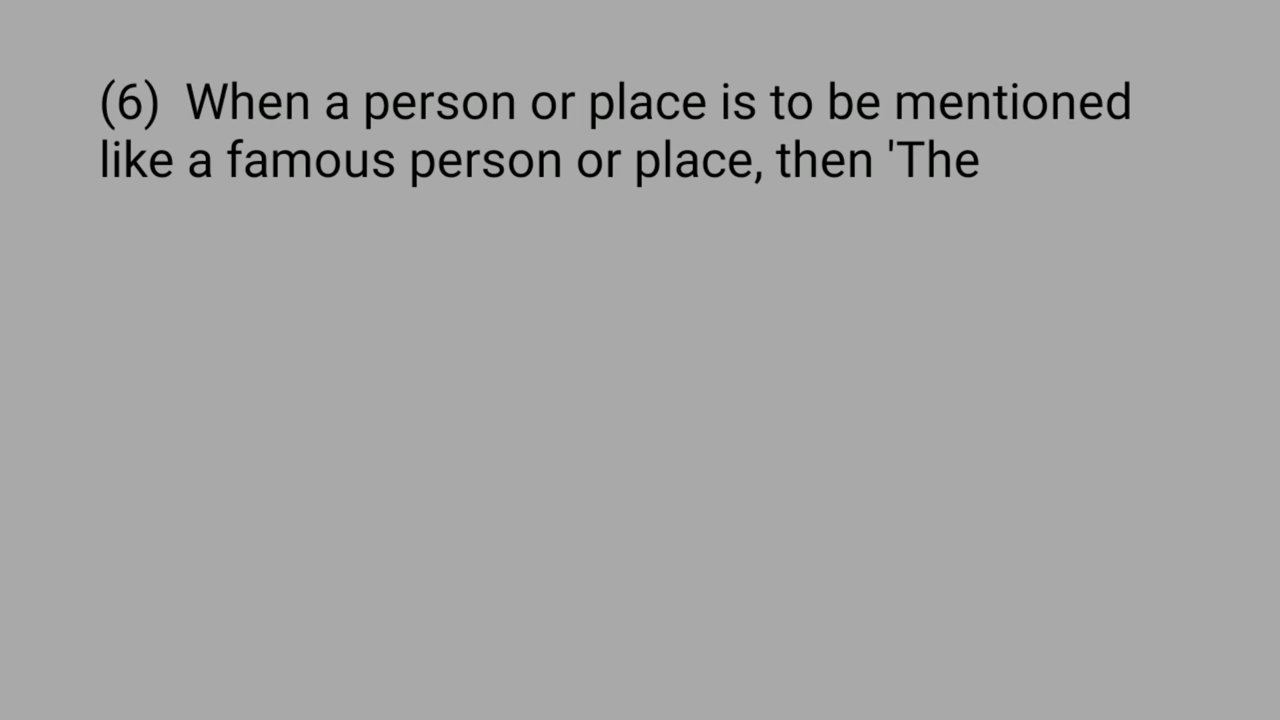 (6)  When a person or place is to be mentioned
like a famous person or place, then 'The